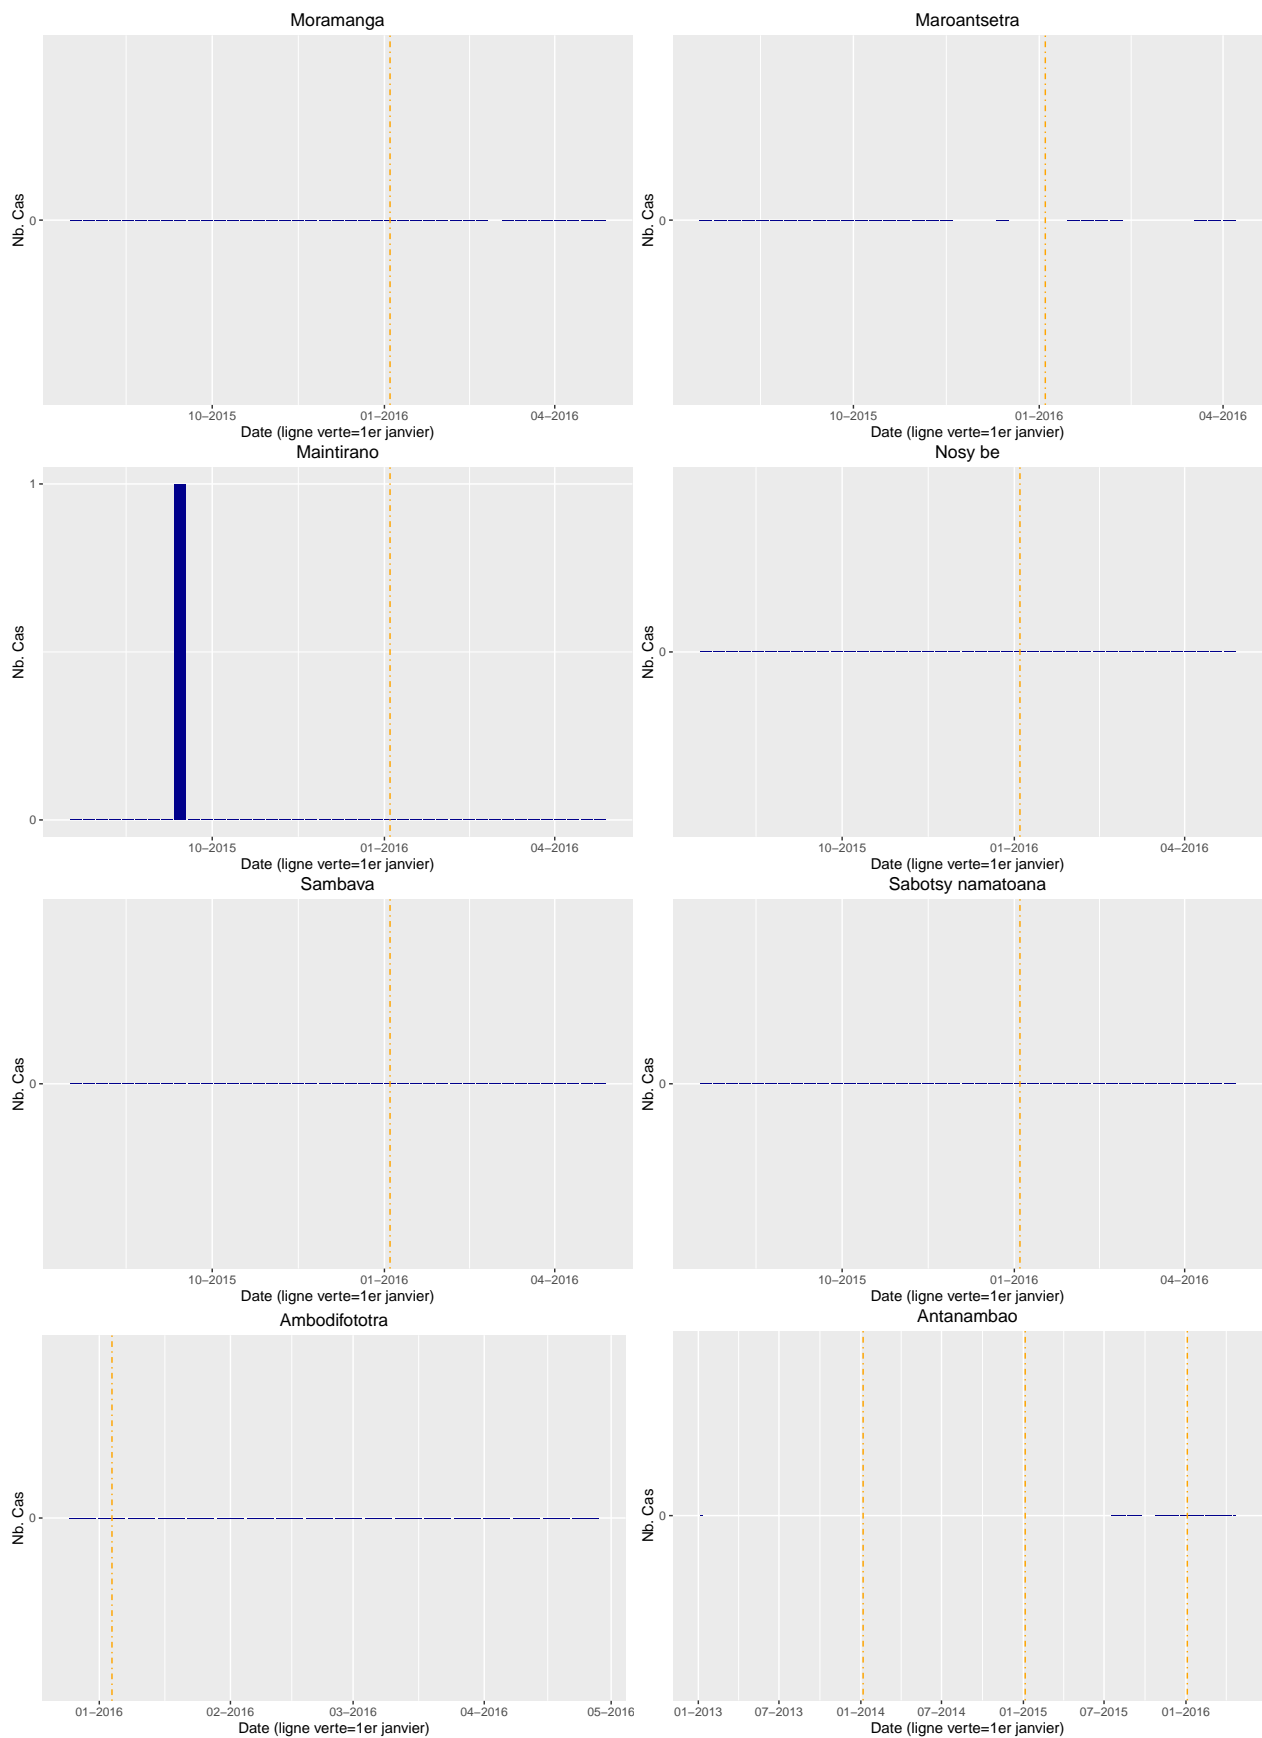 Moramanga
Nb. Cas
0
10–2015 01–2016 04–2016
Date (ligne verte=1er janvier)
Maroantsetra
Nb. Cas
0
10–2015 01–2016 04–2016
Date (ligne verte=1er janvier)
Maintirano
Nb. Cas
1
0
10–2015 01–2016 04–2016
Date (ligne verte=1er janvier)
Nosy be
Nb. Cas
0
10–2015 01–2016 04–2016
Date (ligne verte=1er janvier)
Sambava
Nb. Cas
0
10–2015 01–2016 04–2016
Date (ligne verte=1er janvier)
Sabotsy namatoana
Nb. Cas
0
10–2015 01–2016 04–2016
Date (ligne verte=1er janvier)
Ambodifototra
Nb. Cas
0
01–2016 02–2016 03–2016 04–2016 05–2016
Date (ligne verte=1er janvier)
Antanambao
Nb. Cas
0
01–2013 07–2013 01–2014 07–2014 01–2015 07–2015 01–2016
Date (ligne verte=1er janvier)